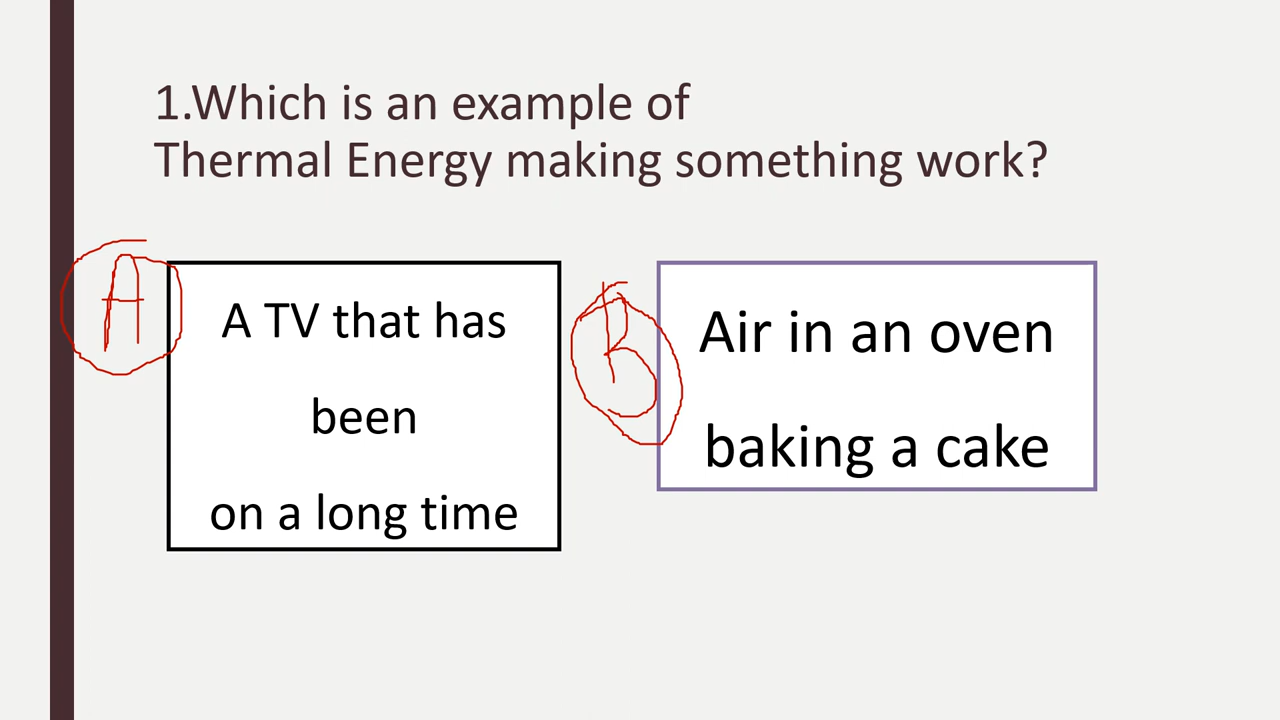 1.Which is an example of
Thermal Energy making something work?
A
A TV that has
been
on a long time
B
Air in an oven
baking a cake